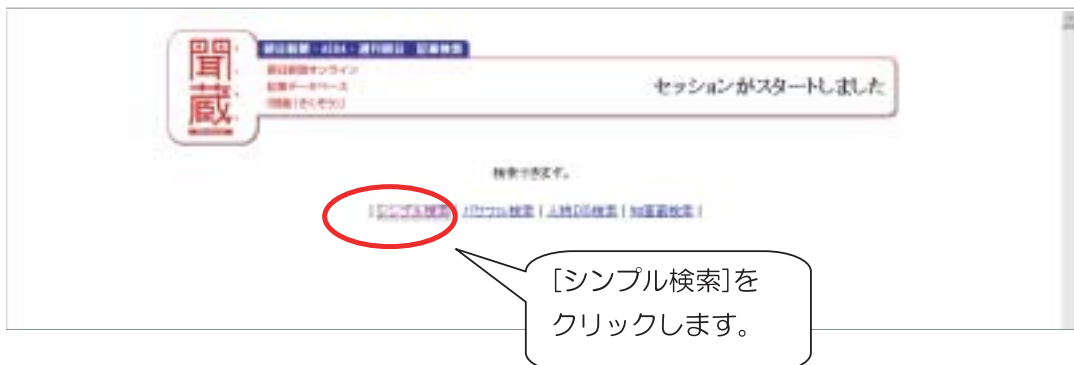 聞蔵
朝日新聞・AERA・週刊朝日 記事検索
朝日新聞オンライン
記事データベース
「聞蔵(きくぞう)」
セッションがスタートしました
検索できます。
| シンプル検索 | パワフル検索 | 人物DB検索 | 知恵蔵検索 |
[シンプル検索]を
クリックします。